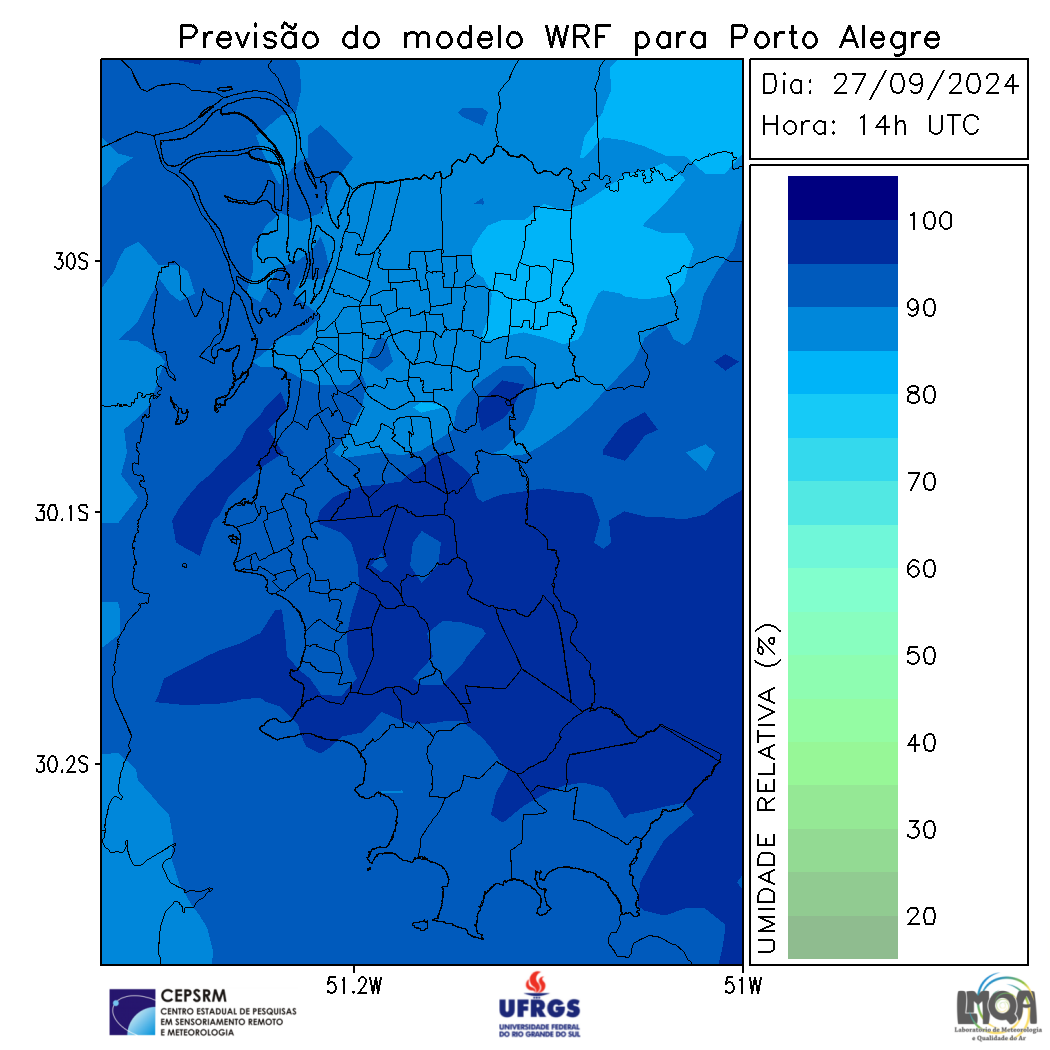 Previsão do modelo WRF para Porto Alegre
Dia: 27/09/2024
Hora: 14h UTC
30S
30.1S
30.2S
51.2W
51W
100
90
80
70
60
50
40
30
20
UMIDADE RELATIVA (%)
CEPSRM
CENTRO ESTADUAL DE PESQUISAS
EM SENSORIAMENTO REMOTO
E METEOROLOGIA
UFRGS
UNIVERSIDADE FEDERAL
DO RIO GRANDE DO SUL
LMQA
Laboratório de Meteorologia
e Qualidade do Ar